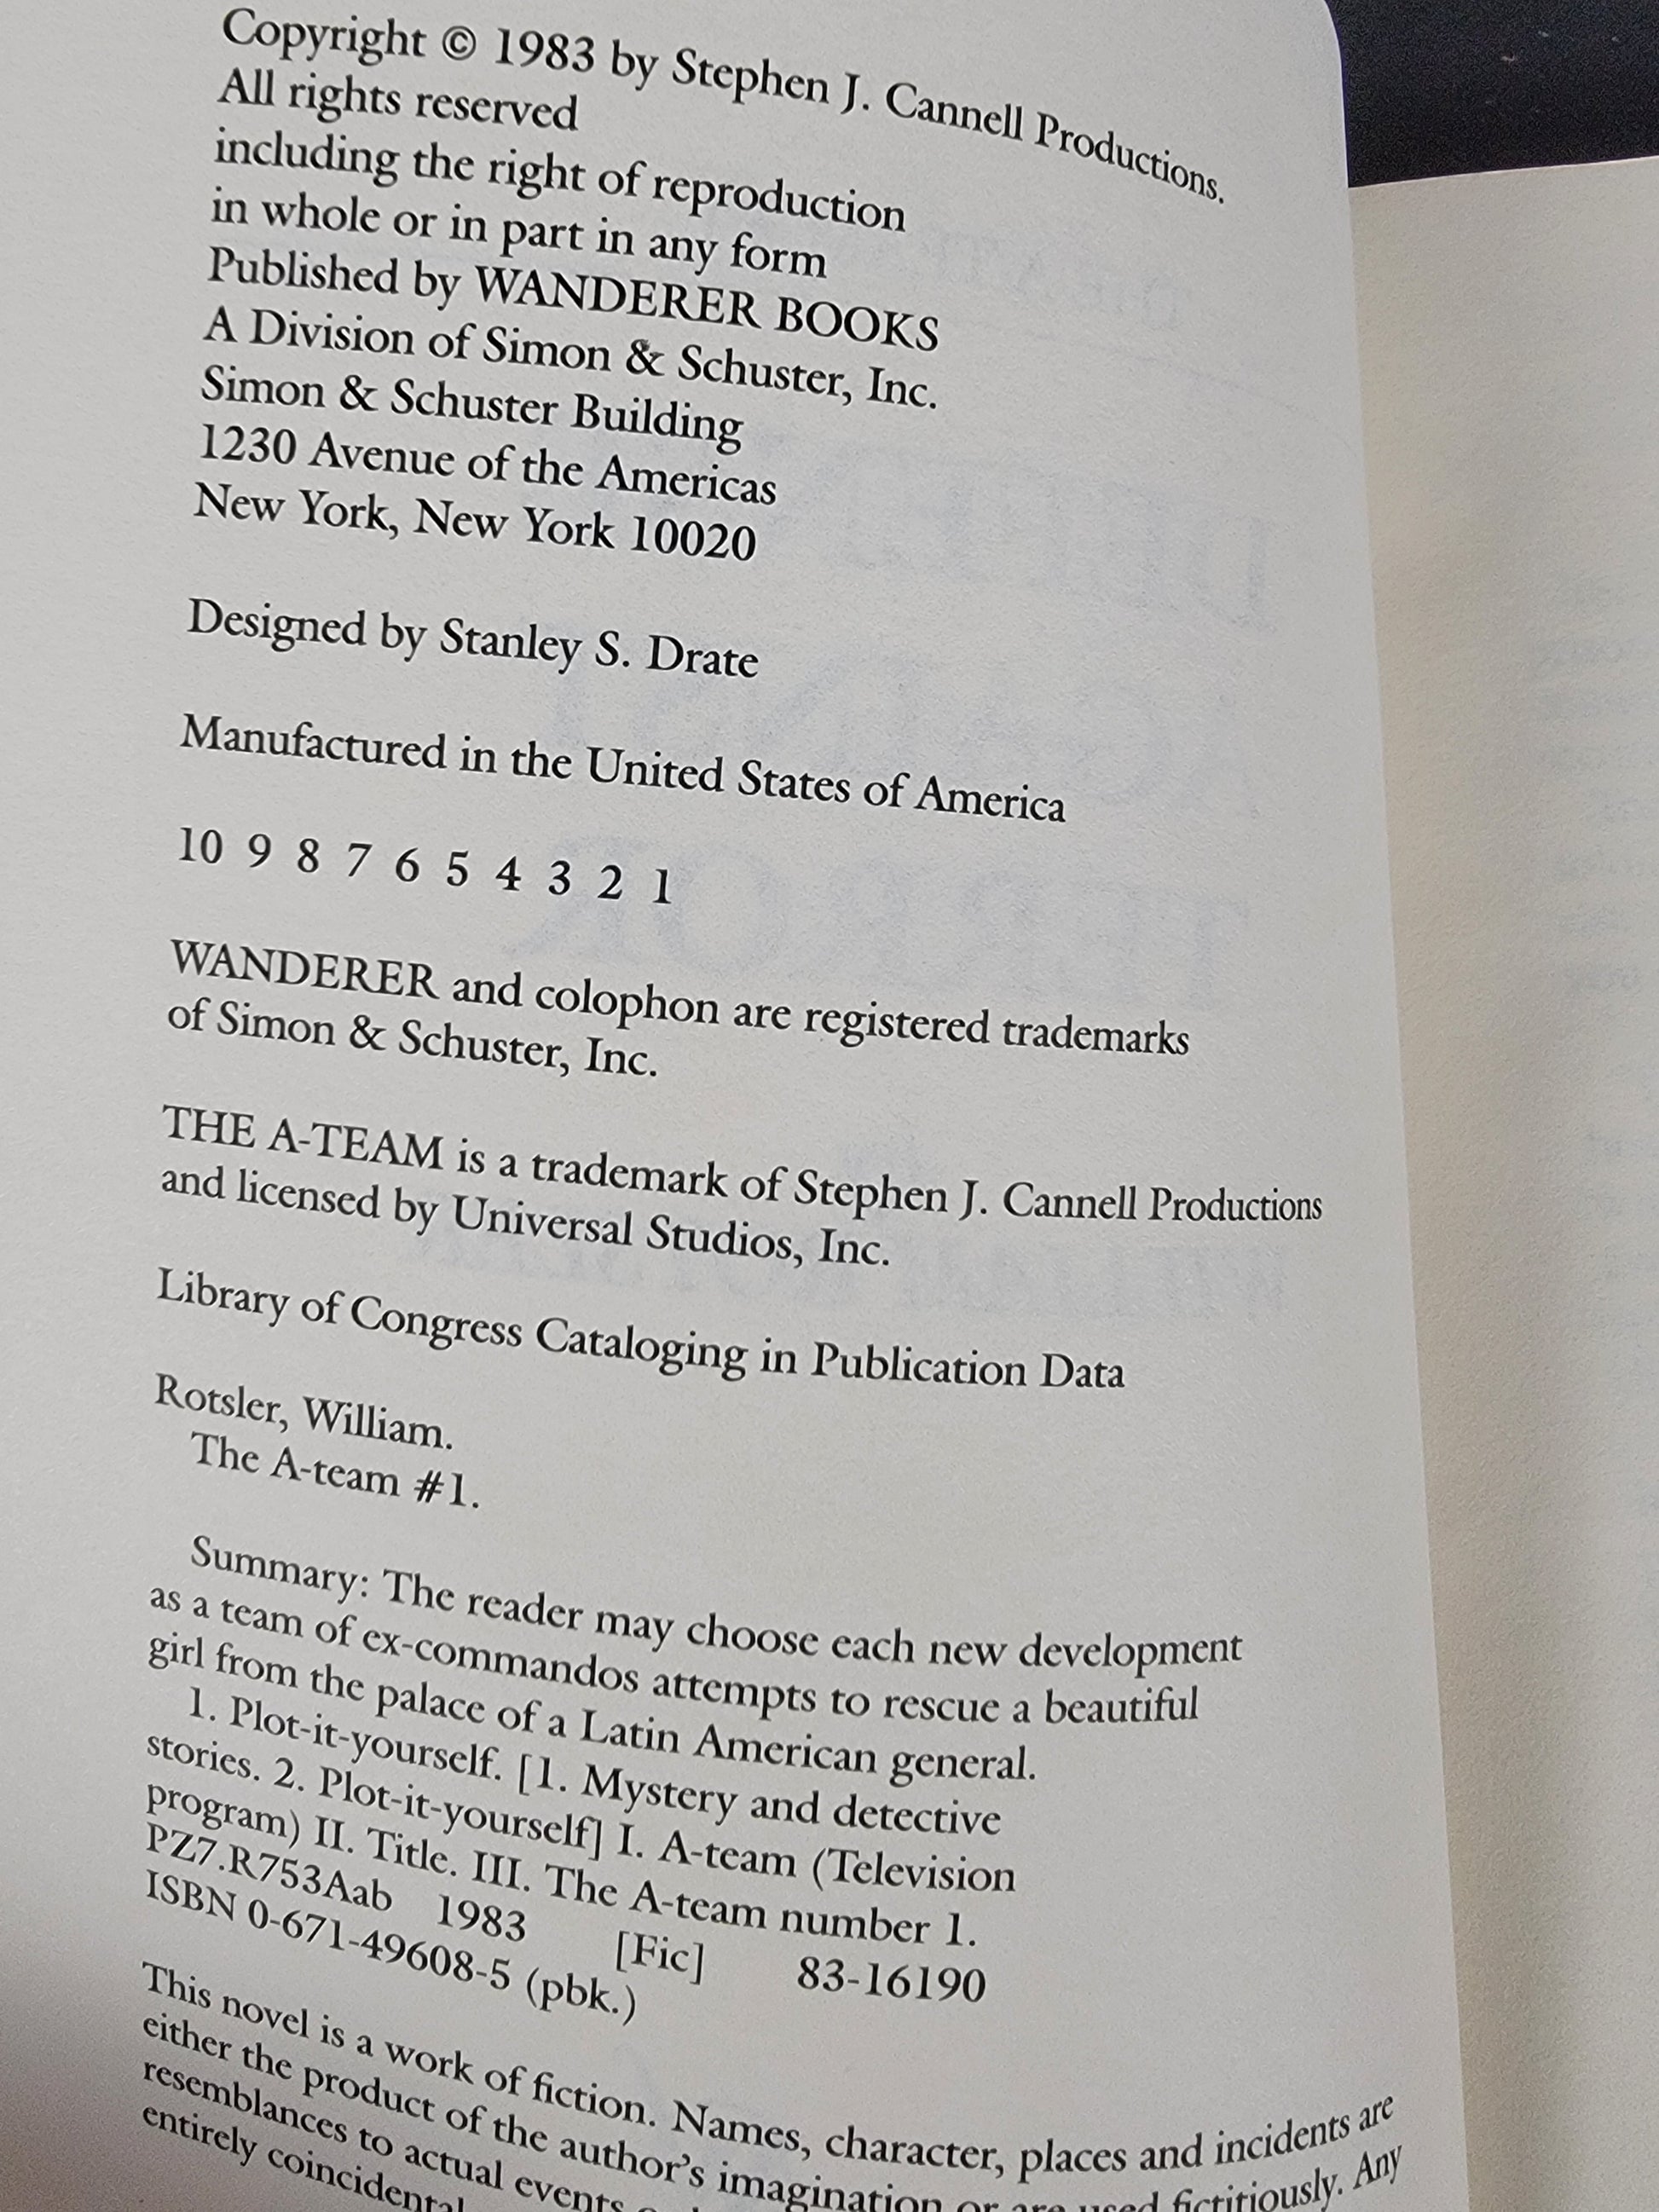 Copyright © 1983 by Stephen J. Cannell Productions.
All rights reserved
including the right of reproduction
in whole or in part in any form
Published by WANDERER BOOKS
A Division of Simon & Schuster, Inc.
Simon & Schuster Building
1230 Avenue of the Americas
New York, New York 10020
Designed by Stanley S. Drate
Manufactured in the United States of America
10 9 8 7 6 5 4 3 2 1
WANDERER and colophon are registered trademarks
of Simon & Schuster, Inc.
THE A-TEAM is a trademark of Stephen J. Cannell Productions
and licensed by Universal Studios, Inc.
Library of Congress Cataloging in Publication Data
Rotsler, William.
The A-team #1.
Summary: The reader may choose each new development
as a team of ex-commandos attempts to rescue a beautiful
girl from the palace of a Latin American general.
1. Plot-it-yourself. [1. Mystery and detective
stories. 2. Plot-it-yourself] I. A-team (Television
program) II. Title. III. The A-team number 1.
PZ7.R753Aab 1983 [Fic] 83-16190
ISBN 0-671-49608-5 (pbk.)
This novel is a work of fiction. Names, character, places and incidents are
either the product of the author's imagination or are used fictitiously. Any
resemblances to actual events
entirely coincidental